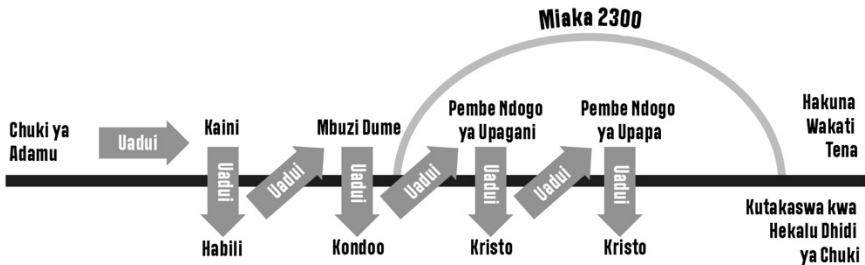 Miaka 2300
Chuki ya
Adamu
Uadui
Kaini
Uadui
Habili
Uadui
Mbuzi Dume
Uadui
Kondoo
Uadui
Pembe Ndogo
ya Upagani
Uadui
Kristo
Uadui
Pembe Ndogo
ya Upapa
Uadui
Kristo
Hakuna
Wakati
Tena
Kutakaswa kwa
Hekalu Dhidi
ya Chuki